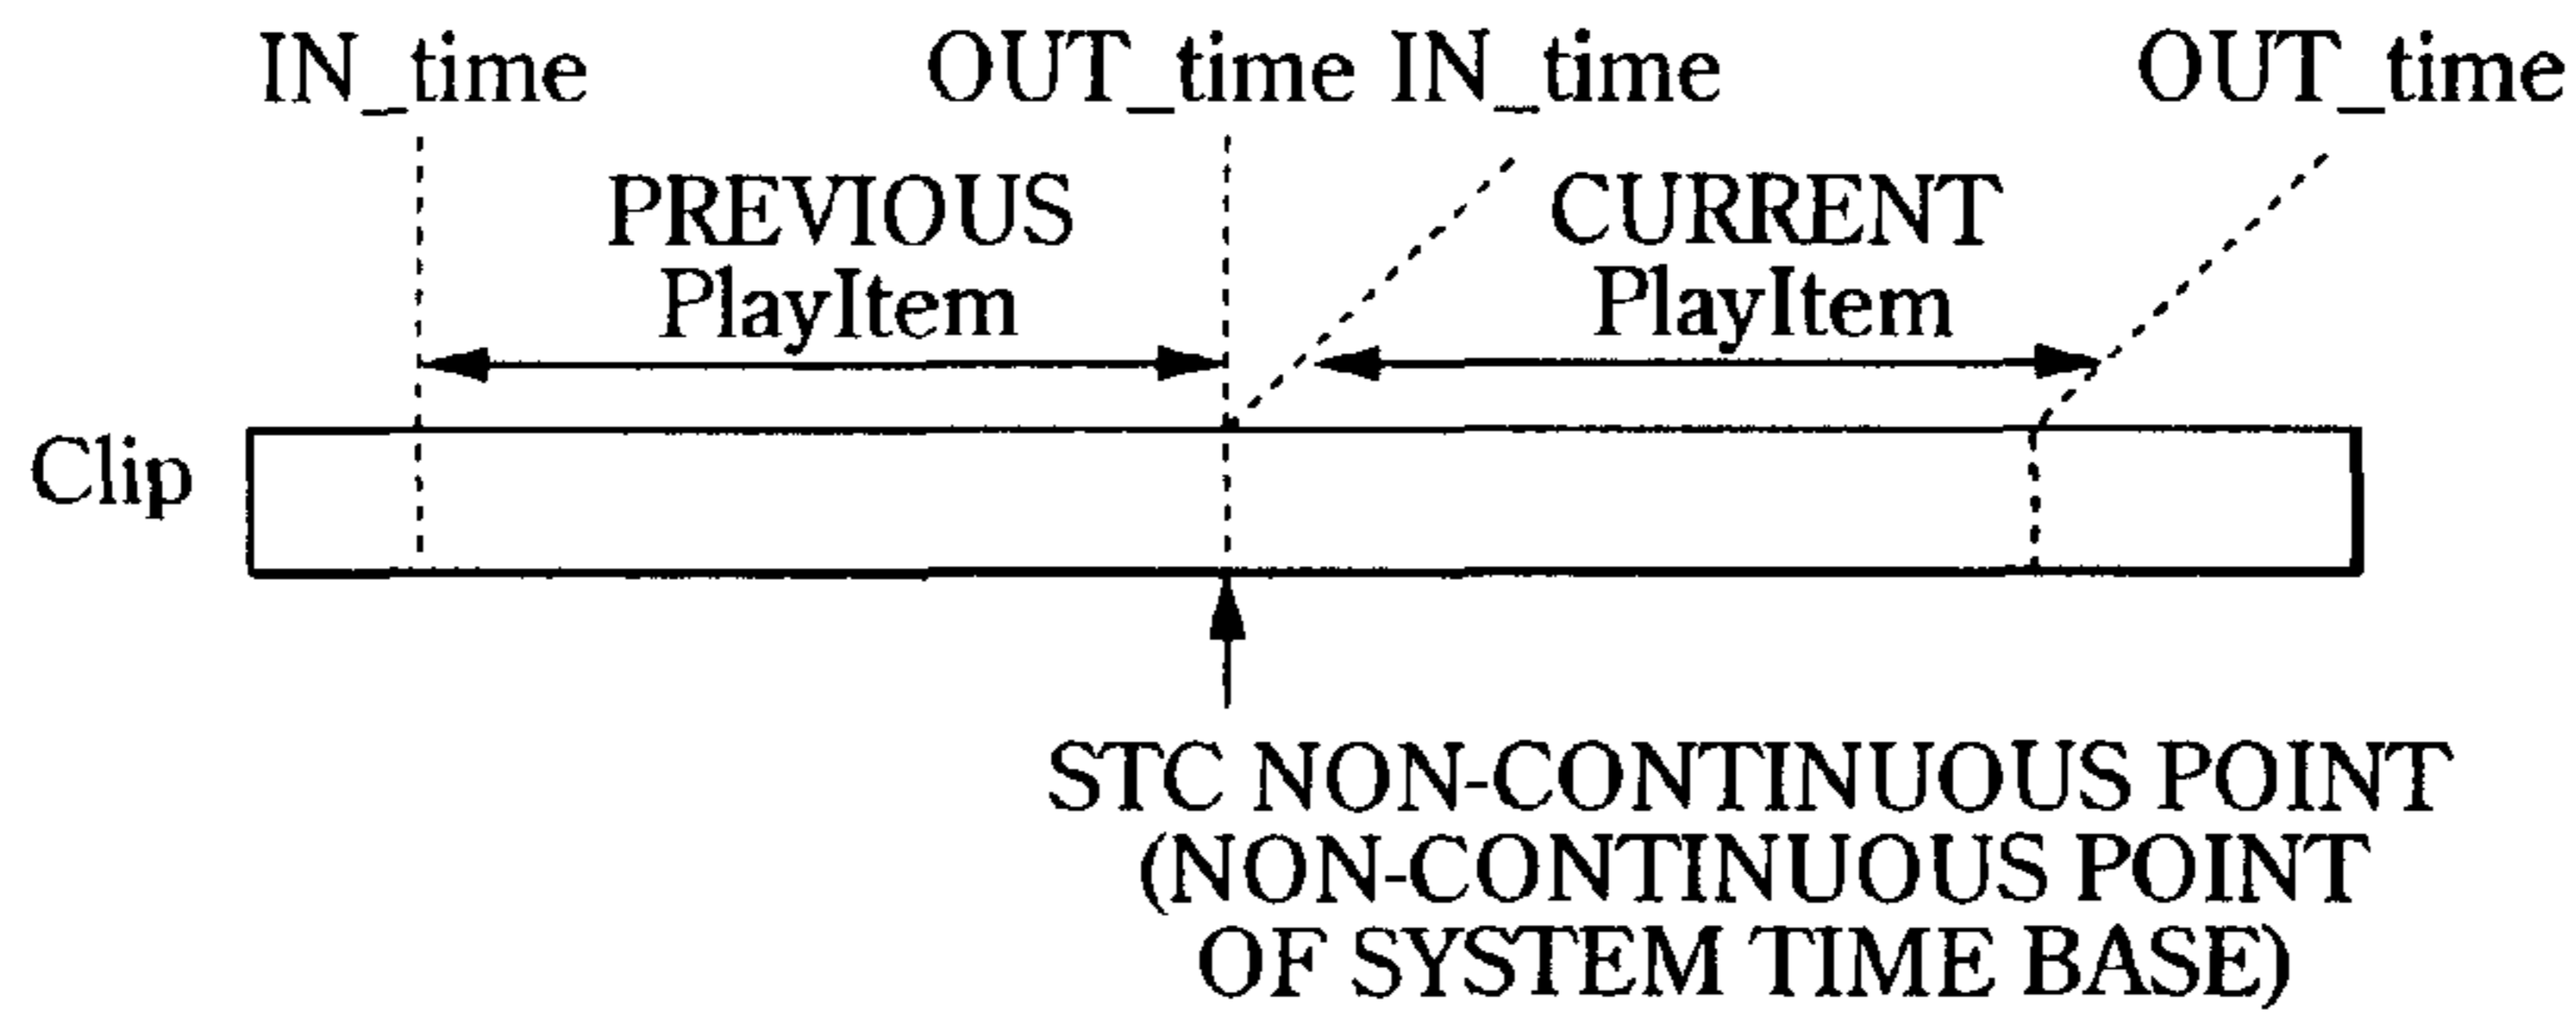 IN_time OUT_time IN_time OUT_time
PREVIOUS
PlayItem
CURRENT
PlayItem
Clip
STC NON-CONTINUOUS POINT
(NON-CONTINUOUS POINT
OF SYSTEM TIME BASE)